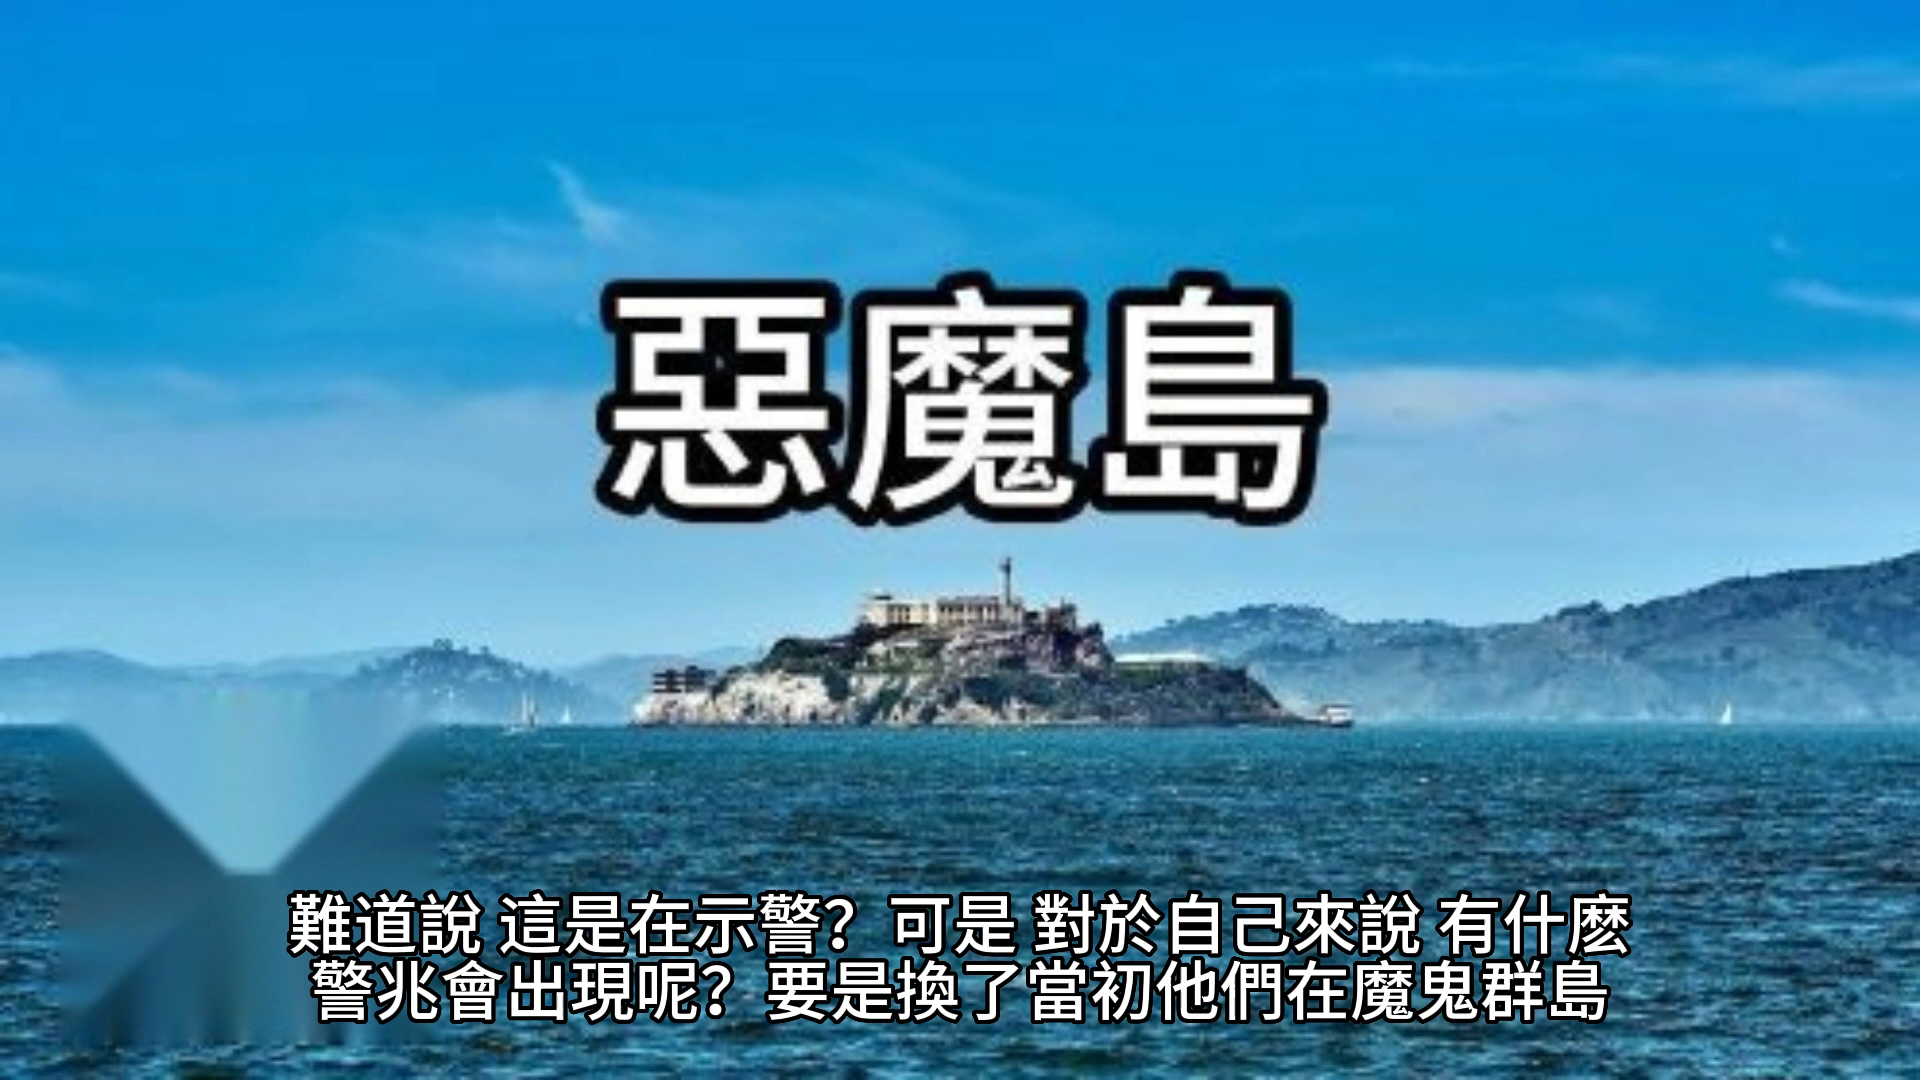 惡魔島
難道說 這是在示警？可是 對於自己來說 有什麽
警兆會出現呢？要是換了當初他們在魔鬼群島